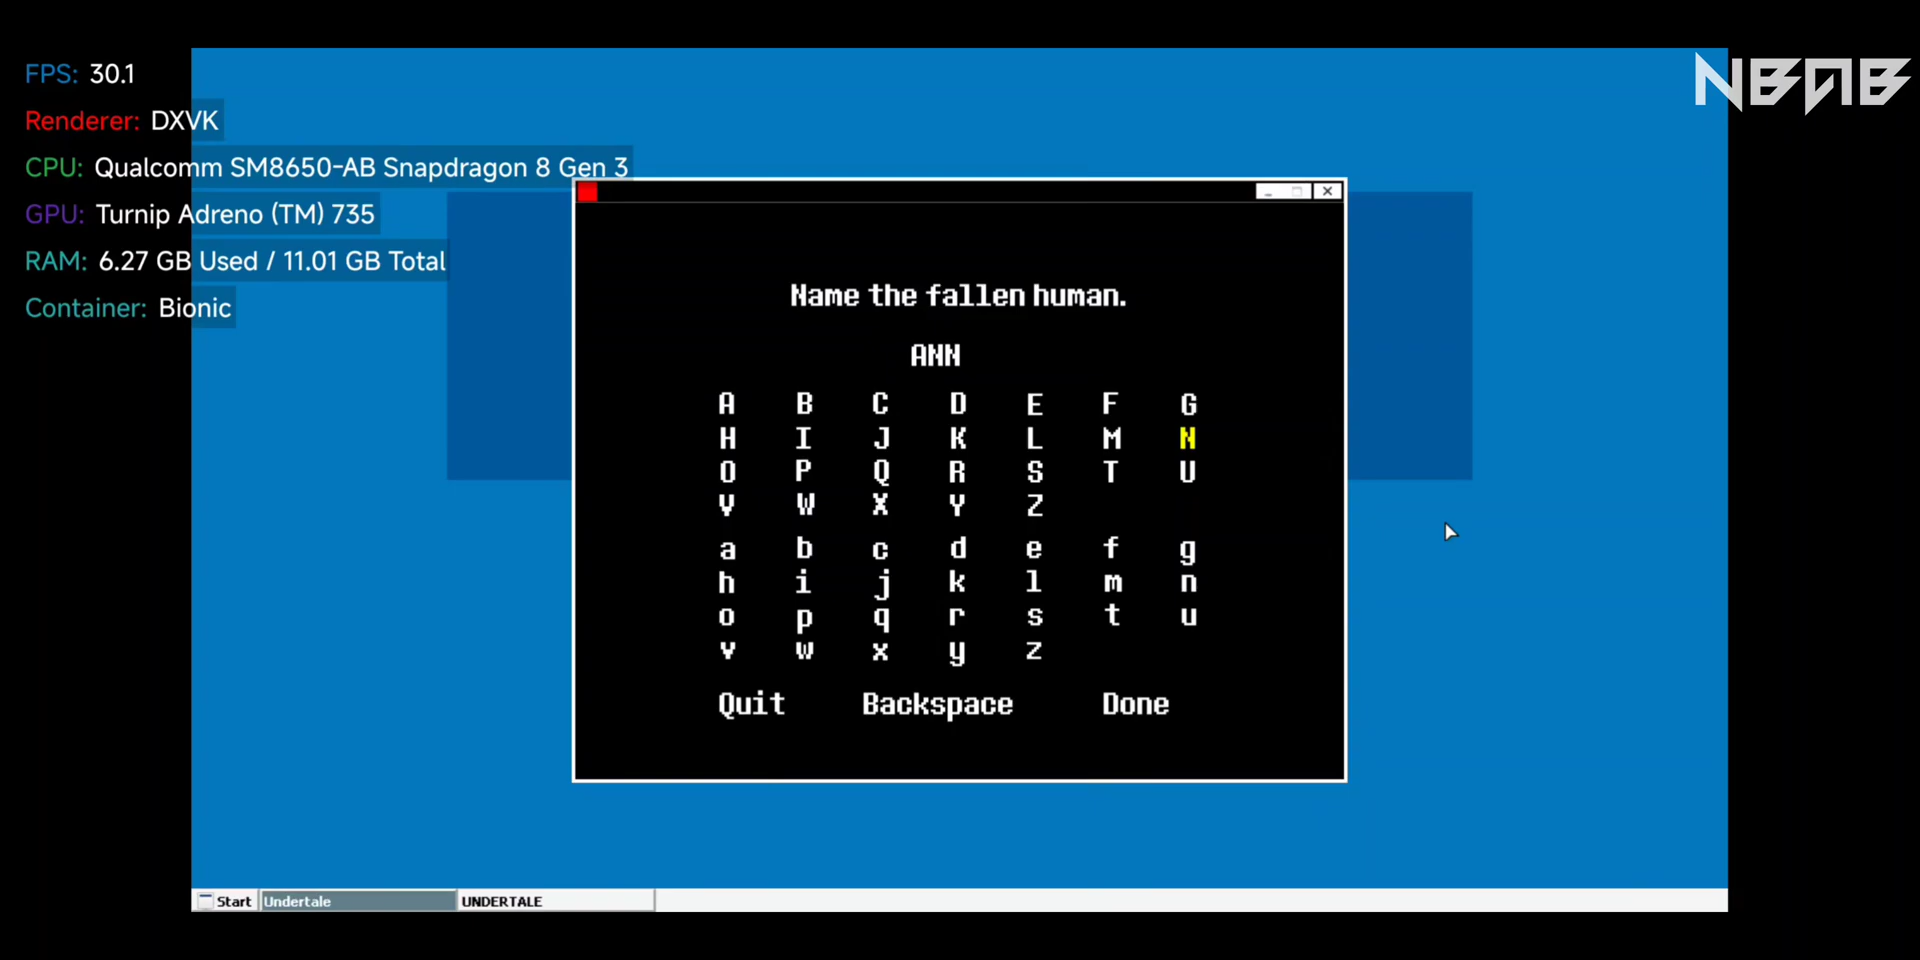 FPS: 30.1
Renderer: DXVK
CPU: Qualcomm SM8650-AB Snapdragon 8 Gen 3
GPU: Turnip Adreno (TM) 735
RAM: 6.27 GB Used / 11.01 GB Total
Container: Bionic
Name the fallen human.
ANN
A B C D E F G
H I J K L M N
O P Q R S T U
V W X Y Z
a b c d e f g
h i j k l m n
o p q r s t u
v w x y z
Quit Backspace Done
Start Undertale UNDERTALE